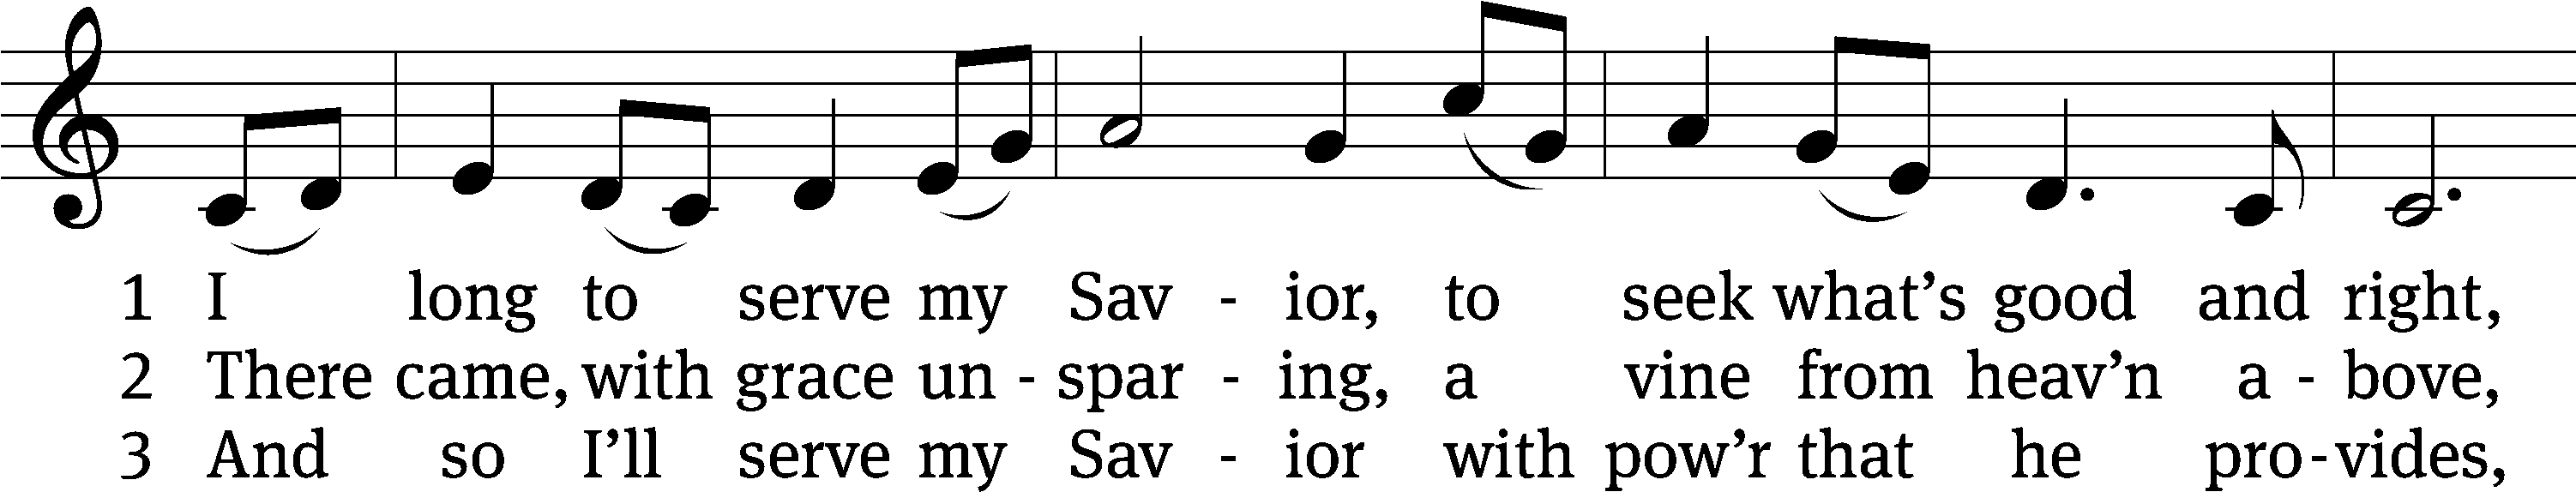 1 I long to serve my Sav - ior, to seek what's good and right,
2 There came, with grace un - spar - ing, a vine from heav'n a - bove,
3 And so I'll serve my Sav - ior with pow'r that he pro - vides,